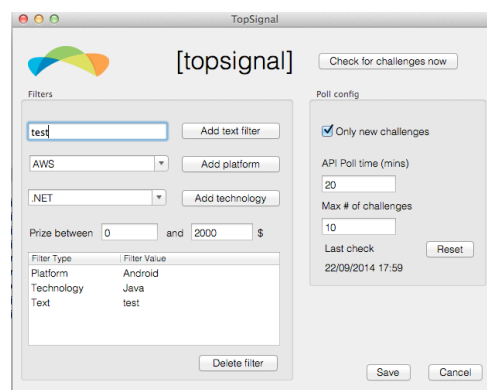 TopSignal
[topsignal]
Check for challenges now
Filters
test
Add text filter
AWS
Add platform
.NET
Add technology
Prize between 0 and 2000 $
Filter Type Filter Value
Platform Android
Technology Java
Text test
Delete filter
Poll config
Only new challenges
API Poll time (mins)
20
Max # of challenges
10
Last check
Reset
22/09/2014 17:59
Save
Cancel